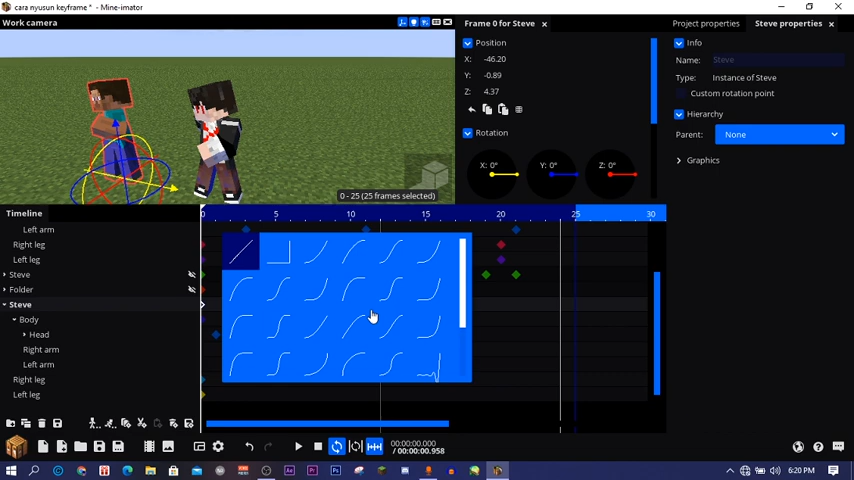 cara nyusun keyframe * - Mine-imator
Work camera
Frame 0 for Steve ×
Project properties
Steve properties ×
Position
X: -46.20
Y: -0.89
Z: 4.37
Rotation
X: 0°
Y: 0°
Z: 0°
Info
Name: Steve
Type: Instance of Steve
Custom rotation point
Hierarchy
Parent: None
Graphics
0 - 25 (25 frames selected)
Timeline
0 5 10 15 20 25 30
Left arm
Right leg
Left leg
Steve
Folder
Steve
Body
Head
Right arm
Left arm
Right leg
Left leg
00:00:00.000
/ 00:00:00.958
Ae
Pr
Ps
6:20 PM